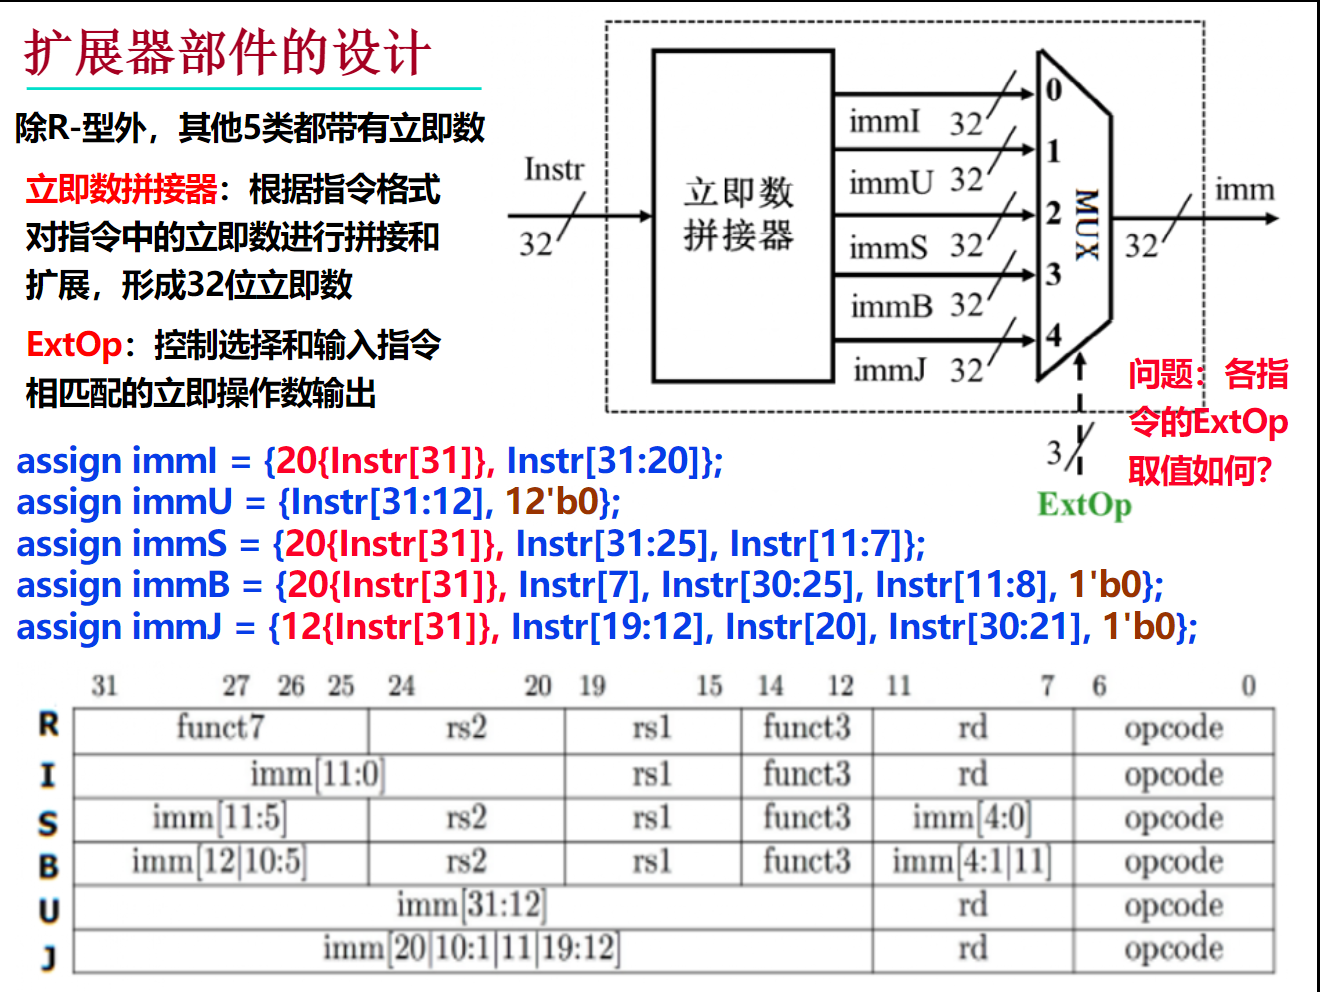 扩展器部件的设计
除R-型外，其他5类都带有立即数
立即数拼接器：根据指令格式
对指令中的立即数进行拼接和
扩展，形成32位立即数
ExtOp：控制选择和输入指令
相匹配的立即操作数输出
Instr
32
立即数
拼接器
immI 32
immU 32
immS 32
immB 32
immJ 32
0
1
2
3
4
MUX
32
imm
3
ExtOp
问题：各指
令的ExtOp
取值如何？
assign immI = {20{Instr[31]}, Instr[31:20]};
assign immU = {Instr[31:12], 12'b0};
assign immS = {20{Instr[31]}, Instr[31:25], Instr[11:7]};
assign immB = {20{Instr[31]}, Instr[7], Instr[30:25], Instr[11:8], 1'b0};
assign immJ = {12{Instr[31]}, Instr[19:12], Instr[20], Instr[30:21], 1'b0};
31 27 26 25 24 20 19 15 14 12 11 7 6 0
R funct7 rs2 rs1 funct3 rd opcode
I imm[11:0] rs1 funct3 rd opcode
S imm[11:5] rs2 rs1 funct3 imm[4:0] opcode
B imm[12|10:5] rs2 rs1 funct3 imm[4:1|11] opcode
U imm[31:12] rd opcode
J imm[20|10:1|11|19:12] rd opcode